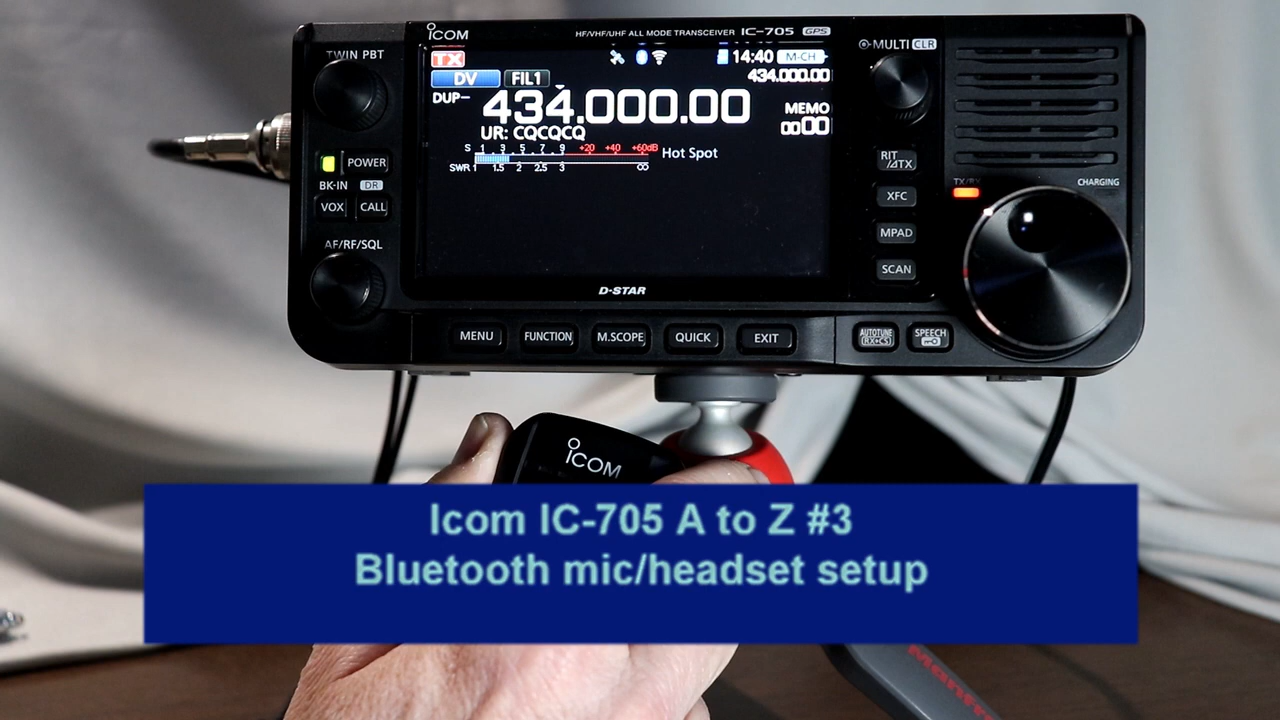 ICOM
HF/VHF/UHF ALL MODE TRANSCEIVER IC-705 GPS
TWIN PBT
MULTI CLR
TX
14:40 M-CH
DV FIL1
434.000.00
DUP–
434.000.00
MEMO
00
UR: CQCQCQ
S 1 3 5 7 9 +20 +40 +60dB
Hot Spot
SWR 1 1.5 2 2.5 3 ∞
POWER
BK-IN DR
VOX CALL
AF/RF/SQL
RIT
/ΔTX
XFC
MPAD
SCAN
TX/RX
CHARGING
D-STAR
MENU FUNCTION M.SCOPE QUICK EXIT
AUTOTUNE
RX•CS
SPEECH
ICOM
Icom IC-705 A to Z #3
Bluetooth mic/headset setup
Manfro